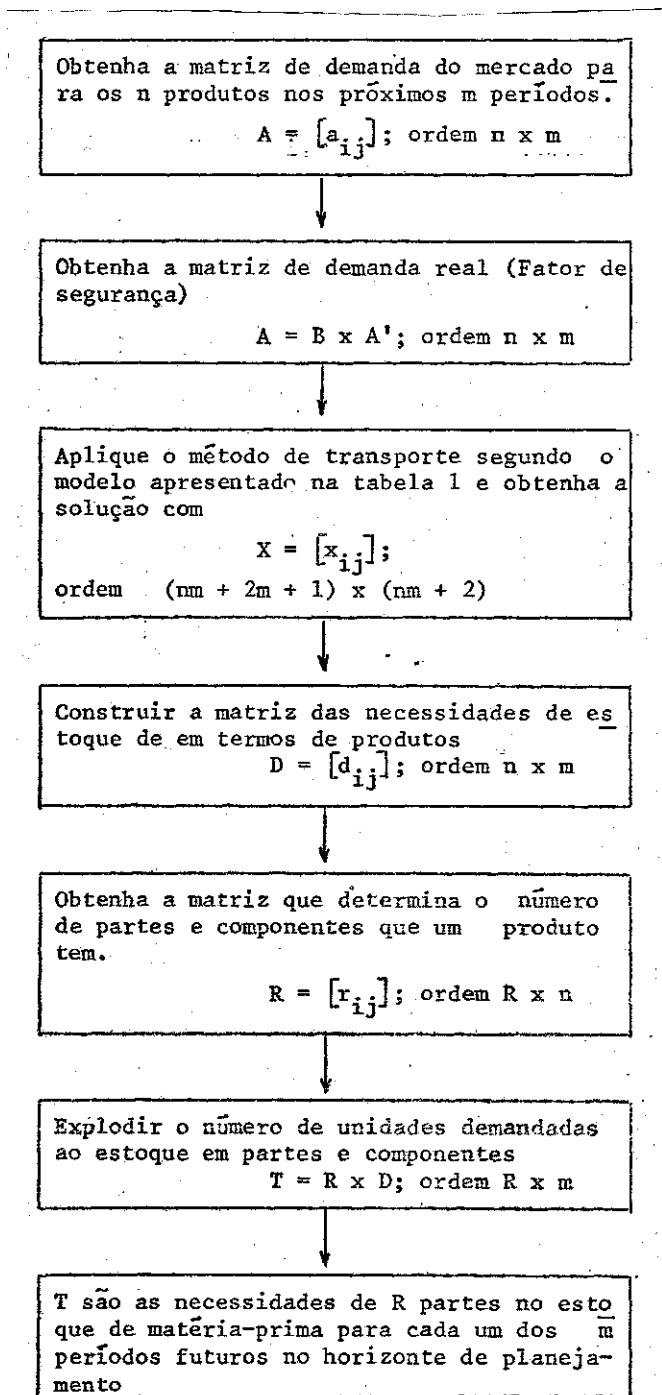 Obtenha a matriz de demanda do mercado pa
ra os n produtos nos próximos m períodos.
A = [a_ij]; ordem n x m
Obtenha a matriz de demanda real (Fator de
segurança)
A = B x A'; ordem n x m
Aplique o método de transporte segundo o
modelo apresentado na tabela 1 e obtenha a
solução com
X = [x_ij];
ordem (nm + 2m + 1) x (nm + 2)
Construir a matriz das necessidades de es
toque de em termos de produtos
D = [d_ij]; ordem n x m
Obtenha a matriz que determina o número
de partes e componentes que um produto
tem.
R = [r_ij]; ordem R x n
Explodir o número de unidades demandadas
ao estoque em partes e componentes
T = R x D; ordem R x m
T são as necessidades de R partes no esto
que de matéria-prima para cada um dos m
períodos futuros no horizonte de planeja-
mento